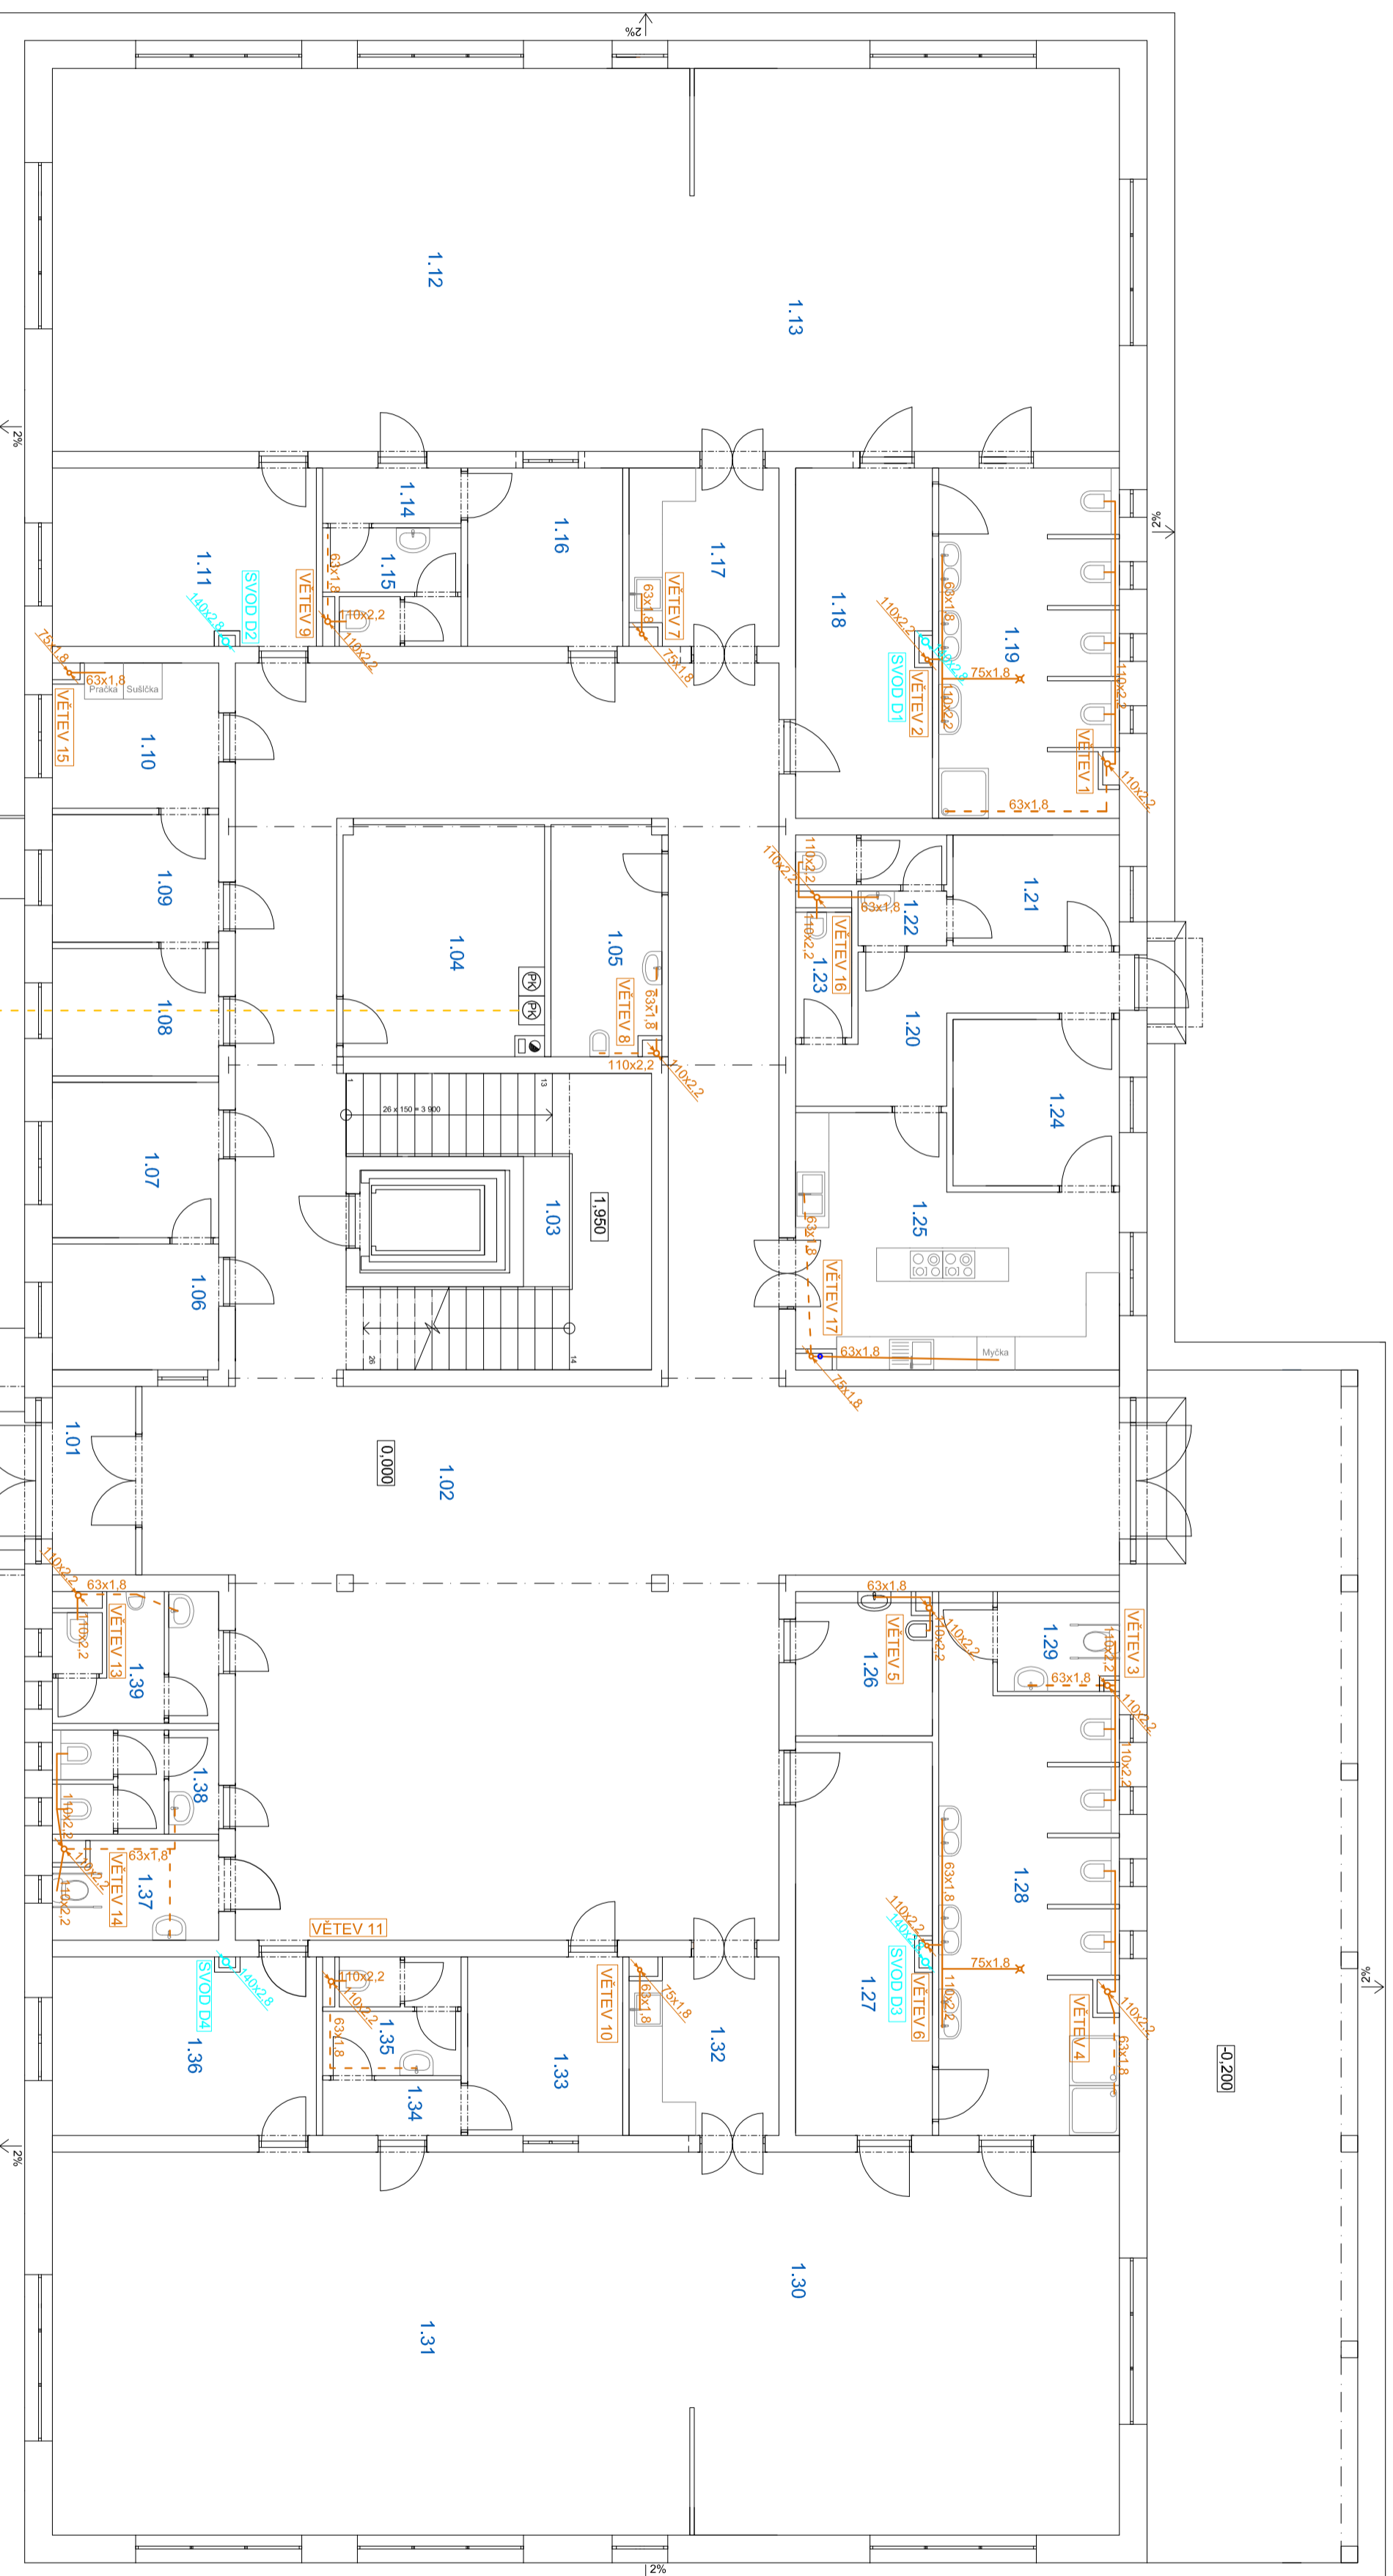 2%
2%
2%
1.12
1.13
1.14
1.15
1.16
1.17
1.18
1.19
1.11
SVOD D2
140x2,8
VĚTEV 9
63x1,8
110x2,2
110x2,2
VĚTEV 7
63x1,8
75x1,8
110x2,2
SVOD D1
VĚTEV 2
63x1,8
110x2,2
75x1,8
110x2,2
VĚTEV 1
110x2,2
63x1,8
75x1,8
63x1,8
Pračka
Sušička
VĚTEV 15
1.10
1.09
1.08
1.07
1.06
1.04
1.05
PK
PK
VĚTEV 8
63x1,8
110x2,2
110x2,2
1
13
26 x 150 = 3 900
1.03
1,950
26
14
110x2,2
110x2,2
63x1,8
110x2,2
VĚTEV 16
1.21
1.22
1.23
1.20
1.24
1.25
63x1,8
VĚTEV 17
63x1,8
75x1,8
Myčka
1.01
0,000
1.02
110x2,2
63x1,8
110x2,2
VĚTEV 13
1.39
1.38
110x2,2
63x1,8
110x2,2
110x2,2
VĚTEV 14
1.37
63x1,8
110x2,2
110x2,2
VĚTEV 5
1.26
1.29
VĚTEV 3
110x2,2
63x1,8
110x2,2
110x2,2
1.28
63x1,8
110x2,2
140x2,8
SVOD D3
VĚTEV 6
110x2,2
75x1,8
1.27
VĚTEV 4
110x2,2
63x1,8
-0,200
2%
VĚTEV 11
110x2,2
110x2,2
63x1,8
1.35
1.34
1.33
VĚTEV 10
63x1,8
75x1,8
1.32
SVOD D4
140x2,8
1.36
2%
1.30
1.31
2%